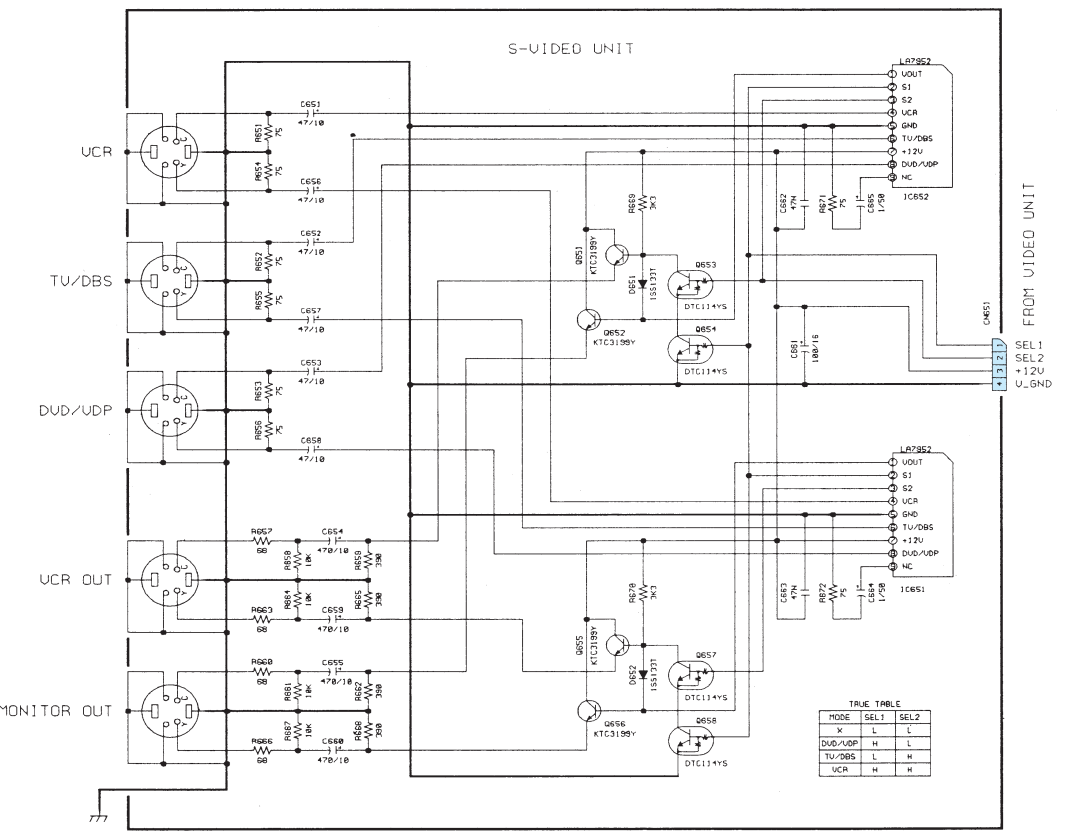 S-VIDEO UNIT
VCR
C651
47/10
R651
75
R654
75
C656
47/10
C
Y
TV/DBS
C652
47/10
R652
75
R655
75
C657
47/10
C
Y
DVD/VDP
C653
47/10
R653
75
R656
75
C658
47/10
C
Y
VCR OUT
R657
68
C654
470/10
R658
10K
R659
390
R664
10K
R665
390
R663
68
C659
470/10
C
Y
MONITOR OUT
R660
68
C655
470/10
R661
10K
R662
390
R667
10K
R668
390
R666
68
C660
470/10
C
Y
LA7952
1 VOUT
2 S1
3 S2
4 VCR
5 GND
6 TV/DBS
7 +12V
8 DVD/VDP
9 NC
IC652
C662
47N
R671
75
C665
1/50
R669
3K3
Q651
KTC3199Y
D651
1SS133T
Q652
KTC3199Y
Q653
DTC114YS
Q654
DTC114YS
C661
100/16
FROM VIDEO UNIT
CN651
1 SEL1
2 SEL2
3 +12V
4 V_GND
LA7952
1 VOUT
2 S1
3 S2
4 VCR
5 GND
6 TV/DBS
7 +12V
8 DVD/VDP
9 NC
IC651
C663
47N
R672
75
C664
1/50
R670
3K3
Q655
KTC3199Y
D652
1SS133T
Q656
KTC3199Y
Q657
DTC114YS
Q658
DTC114YS
TRUE TABLE
MODE SEL1 SEL2
X L L
DVD/VDP H L
TV/DBS L H
VCR H H